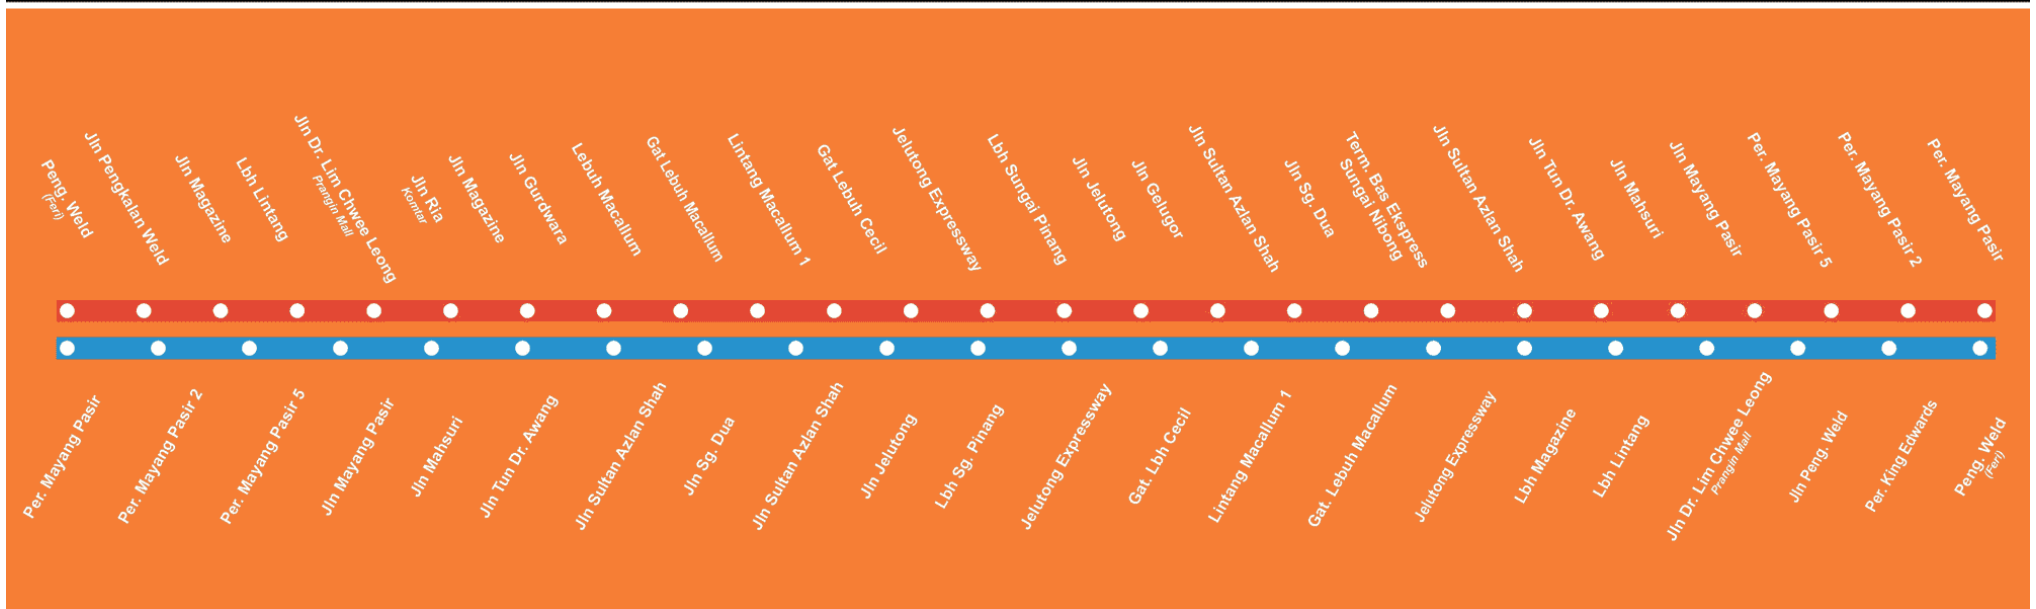 Peng. Weld
(Feri)
Jln Pengkalan Weld
Jln Magazine
Lbh Lintang
Jln Dr. Lim Chwee Leong
Prangin Mall
Jln Ria
Komtar
Jln Magazine
Jln Gurdwara
Lebuh Macallum
Gat Lebuh Macallum
Lintang Macallum 1
Gat Lebuh Cecil
Jelutong Expressway
Lbh Sungai Pinang
Jln Jelutong
Jln Gelugor
Jln Sultan Azlan Shah
Jln Sg. Dua
Term. Bas Ekspress
Sungai Nibong
Jln Sultan Azlan Shah
Jln Tun Dr. Awang
Jln Mahsuri
Jln Mayang Pasir
Per. Mayang Pasir 5
Per. Mayang Pasir 2
Per. Mayang Pasir
Per. Mayang Pasir
Per. Mayang Pasir 2
Per. Mayang Pasir 5
Jln Mayang Pasir
Jln Mahsuri
Jln Tun Dr. Awang
Jln Sultan Azlan Shah
Jln Sg. Dua
Jln Sultan Azlan Shah
Jln Jelutong
Lbh Sg. Pinang
Jelutong Expressway
Gat. Lbh Cecil
Lintang Macallum 1
Gat. Lebuh Macallum
Jelutong Expressway
Lbh Magazine
Lbh Lintang
Jln Dr. Lim Chwee Leong
Prangin Mall
Jln Peng. Weld
Per. King Edwards
Peng. Weld
(Feri)